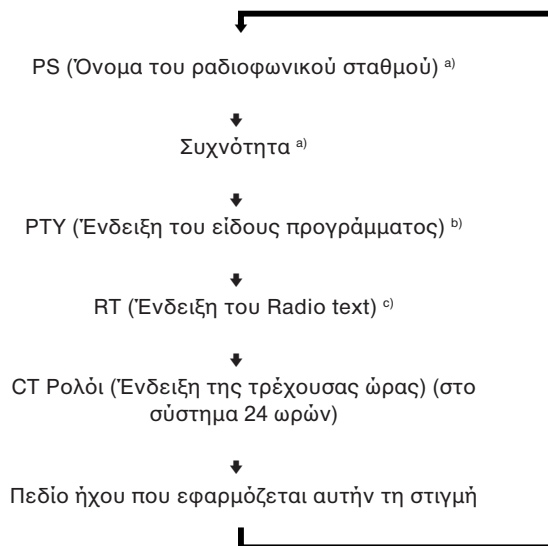 PS (Όνομα του ραδιοφωνικού σταθμού) a)
Συχνότητα a)
PTY (Ένδειξη του είδους προγράμματος) b)
RT (Ένδειξη του Radio text) c)
CT Ρολόι (Ένδειξη της τρέχουσας ώρας) (στο
σύστημα 24 ωρών)
Πεδίο ήχου που εφαρμόζεται αυτήν τη στιγμή